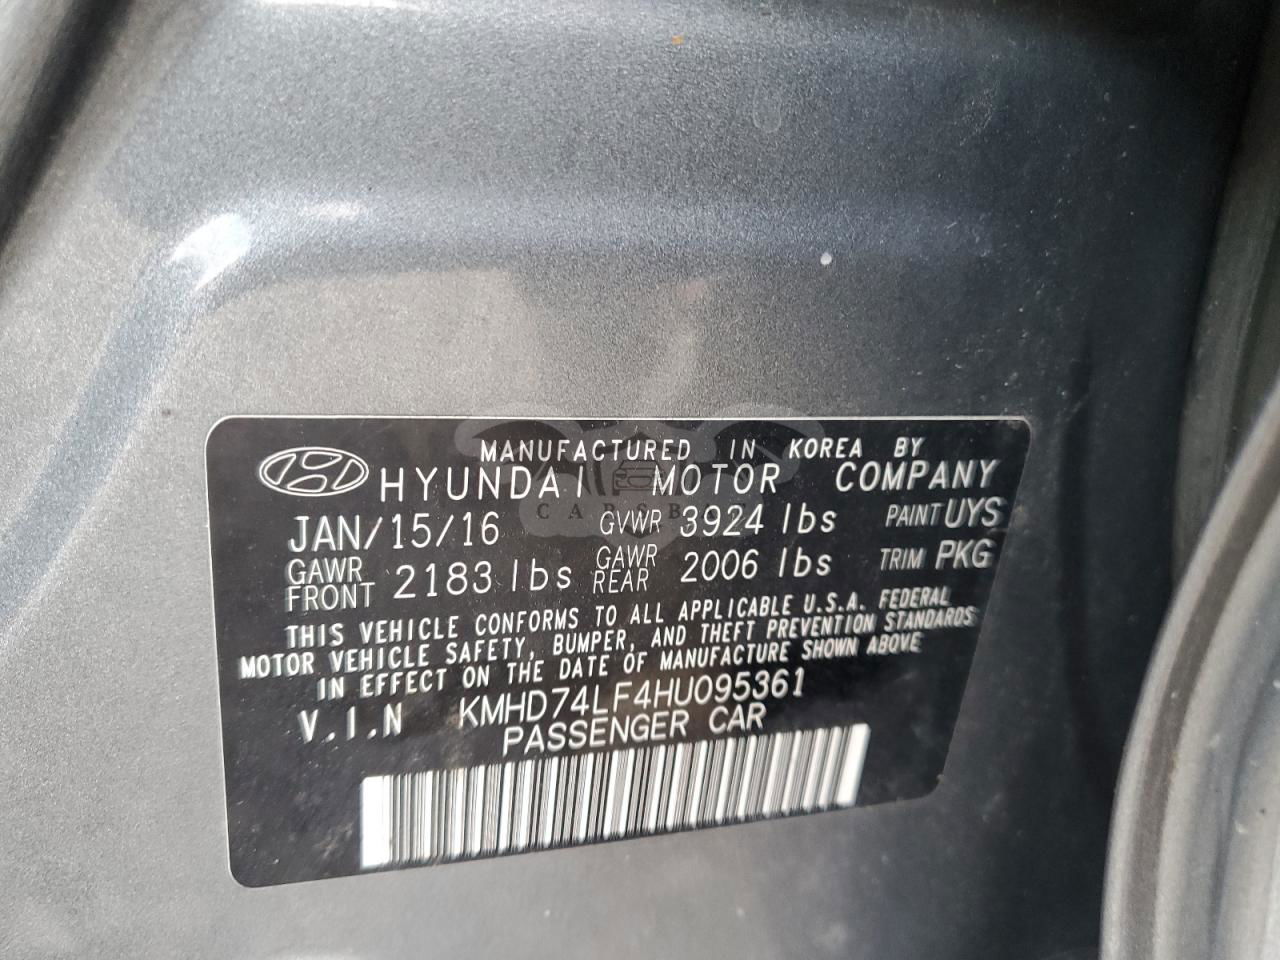 MANUFACTURED IN KOREA BY
HYUNDAI MOTOR COMPANY
JAN/15/16 GVWR 3924 lbs PAINT UYS
GAWR FRONT 2183 lbs GAWR REAR 2006 lbs TRIM PKG
THIS VEHICLE CONFORMS TO ALL APPLICABLE U.S.A. FEDERAL
MOTOR VEHICLE SAFETY, BUMPER, AND THEFT PREVENTION STANDARDS
IN EFFECT ON THE DATE OF MANUFACTURE SHOWN ABOVE
V.I.N KMHD74LF4HU095361
PASSENGER CAR